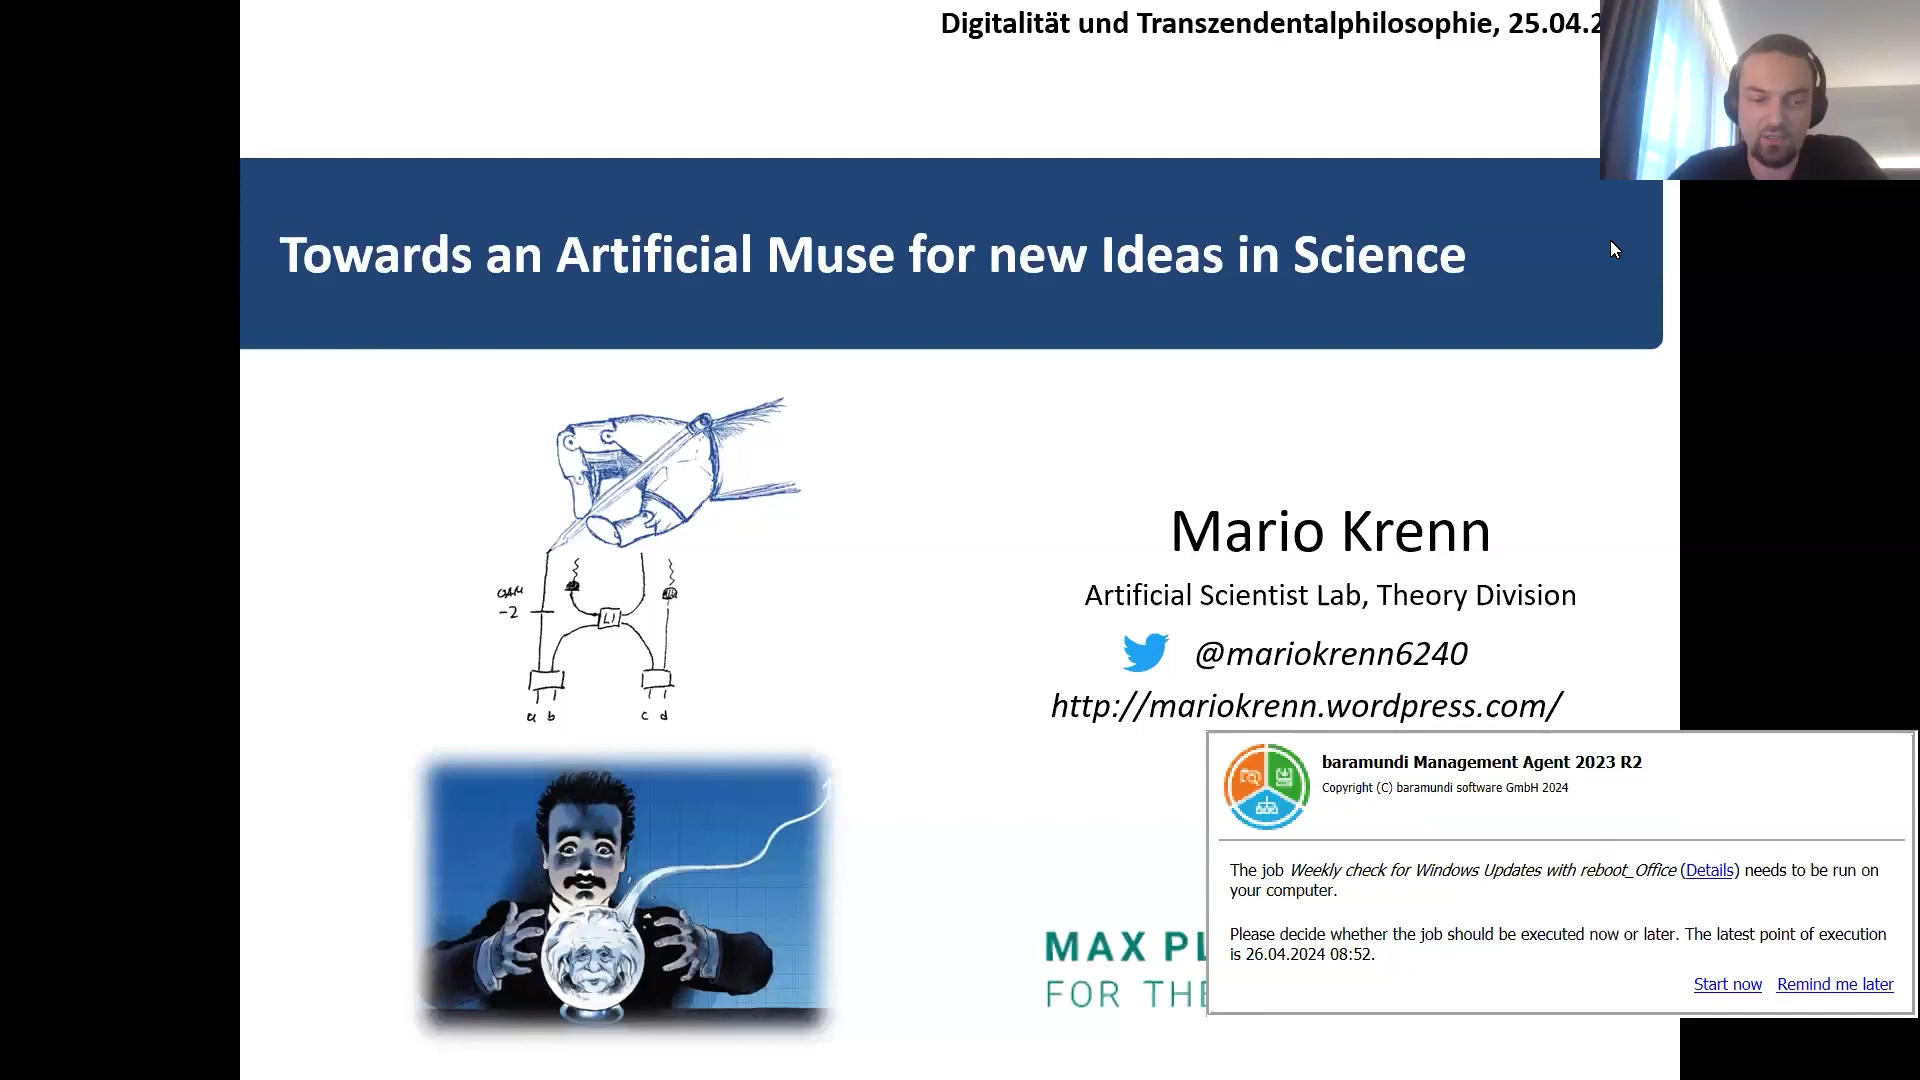 Digitalität und Transzendentalphilosophie, 25.04.2
Towards an Artificial Muse for new Ideas in Science
OAM
-2
LI
a b c d
Mario Krenn
Artificial Scientist Lab, Theory Division
@mariokrenn6240
http://mariokrenn.wordpress.com/
MAX PL
FOR THE
baramundi Management Agent 2023 R2
Copyright (C) baramundi software GmbH 2024
The job Weekly check for Windows Updates with reboot_Office (Details) needs to be run on
your computer.
Please decide whether the job should be executed now or later. The latest point of execution
is 26.04.2024 08:52.
Start now Remind me later